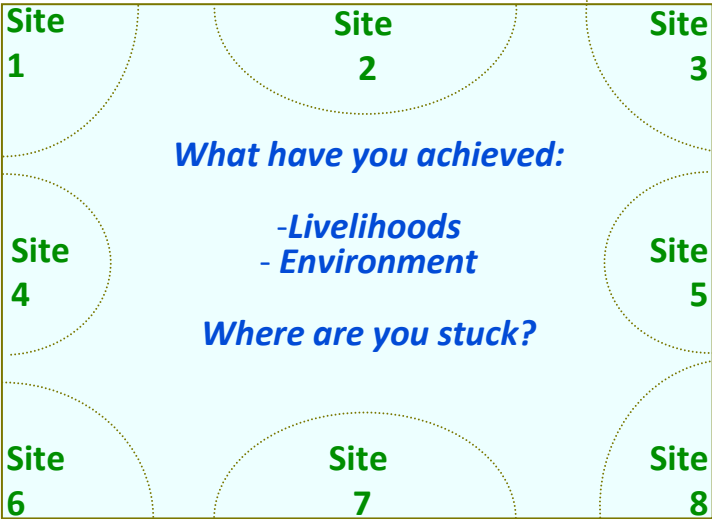 Site
1
Site
2
Site
3
What have you achieved:
-Livelihoods
- Environment
Site
4
Site
5
Where are you stuck?
Site
6
Site
7
Site
8